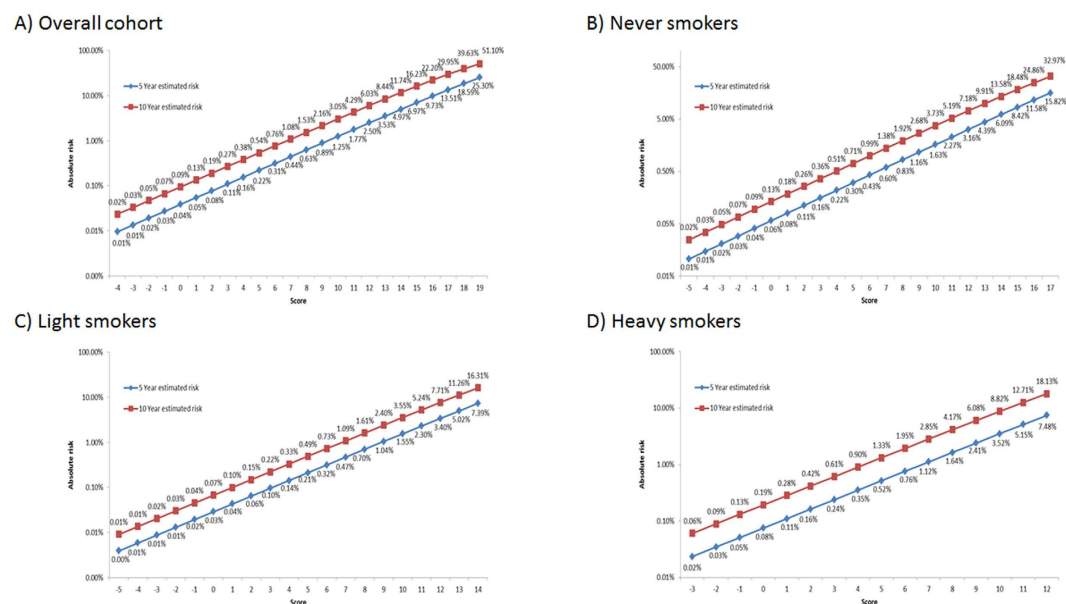 A) Overall cohort
100.00%
10.00%
1.00%
0.10%
0.01%
0.00%
Absolute risk
5 Year estimated risk
10 Year estimated risk
0.02% 0.03% 0.05% 0.07% 0.09% 0.13% 0.19% 0.27% 0.38% 0.54% 0.76% 1.08% 1.53% 2.16% 3.05% 4.29% 6.03% 8.44% 11.74% 16.23% 22.20% 29.95% 39.63% 51.10%
0.01% 0.01% 0.02% 0.03% 0.04% 0.05% 0.08% 0.11% 0.16% 0.22% 0.31% 0.44% 0.63% 0.89% 1.25% 1.77% 2.50% 3.53% 4.97% 6.97% 9.73% 13.51% 18.59% 25.30%
-4 -3 -2 -1 0 1 2 3 4 5 6 7 8 9 10 11 12 13 14 15 16 17 18 19
Score
B) Never smokers
50.00%
5.00%
0.50%
0.05%
0.01%
Absolute risk
5 Year estimated risk
10 Year estimated risk
0.02% 0.03% 0.05% 0.07% 0.09% 0.13% 0.18% 0.26% 0.36% 0.51% 0.71% 0.99% 1.38% 1.92% 2.68% 3.73% 5.19% 7.18% 9.91% 13.58% 18.48% 24.86% 32.97%
0.01% 0.01% 0.02% 0.03% 0.04% 0.06% 0.08% 0.11% 0.16% 0.22% 0.30% 0.43% 0.60% 0.83% 1.16% 1.63% 2.27% 3.16% 4.39% 6.09% 8.42% 11.58% 15.82%
-5 -4 -3 -2 -1 0 1 2 3 4 5 6 7 8 9 10 11 12 13 14 15 16 17
Score
C) Light smokers
100.00%
10.00%
1.00%
0.10%
0.01%
0.00%
Absolute risk
5 Year estimated risk
10 Year estimated risk
0.01% 0.01% 0.02% 0.03% 0.04% 0.07% 0.10% 0.15% 0.22% 0.33% 0.49% 0.73% 1.09% 1.61% 2.40% 3.55% 5.24% 7.71% 11.26% 16.31%
0.00% 0.01% 0.01% 0.01% 0.02% 0.03% 0.04% 0.06% 0.10% 0.14% 0.21% 0.32% 0.47% 0.70% 1.04% 1.55% 2.30% 3.40% 5.02% 7.39%
-5 -4 -3 -2 -1 0 1 2 3 4 5 6 7 8 9 10 11 12 13 14
Score
D) Heavy smokers
100.00%
10.00%
1.00%
0.10%
0.01%
Absolute risk
5 Year estimated risk
10 Year estimated risk
0.06% 0.09% 0.13% 0.19% 0.28% 0.42% 0.61% 0.90% 1.33% 1.95% 2.85% 4.17% 6.08% 8.82% 12.71% 18.13%
0.02% 0.03% 0.05% 0.08% 0.11% 0.16% 0.24% 0.35% 0.52% 0.76% 1.12% 1.64% 2.41% 3.52% 5.15% 7.48%
-3 -2 -1 0 1 2 3 4 5 6 7 8 9 10 11 12
Score